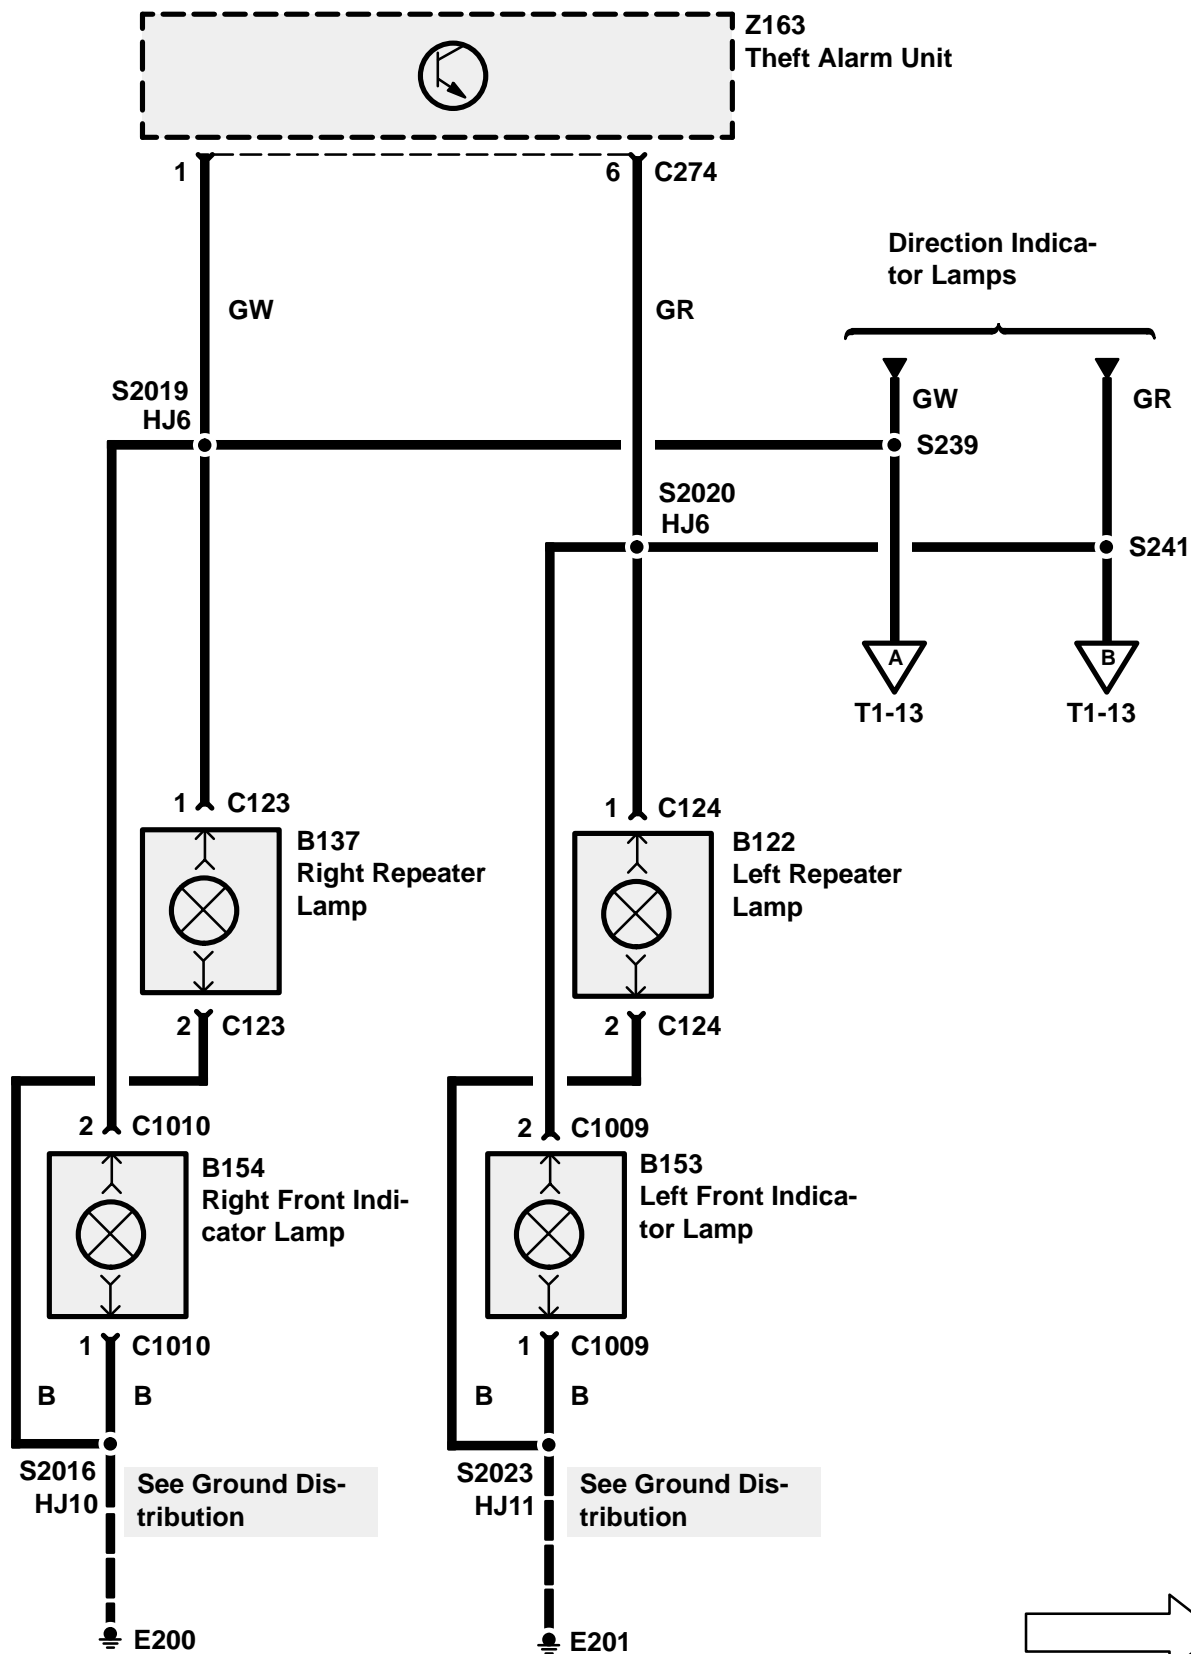 Z163
Theft Alarm Unit
1
6
C274
Direction Indica-
tor Lamps
GW
GR
GW
GR
S2019
HJ6
S239
S2020
HJ6
S241
A
B
T1-13
T1-13
1
C123
1
C124
B137
Right Repeater
Lamp
B122
Left Repeater
Lamp
2
C123
2
C124
2
C1010
2
C1009
B154
Right Front Indi-
cator Lamp
B153
Left Front Indica-
tor Lamp
1
C1010
1
C1009
B
B
B
B
S2016
HJ10
See Ground Dis-
tribution
S2023
HJ11
See Ground Dis-
tribution
E200
E201